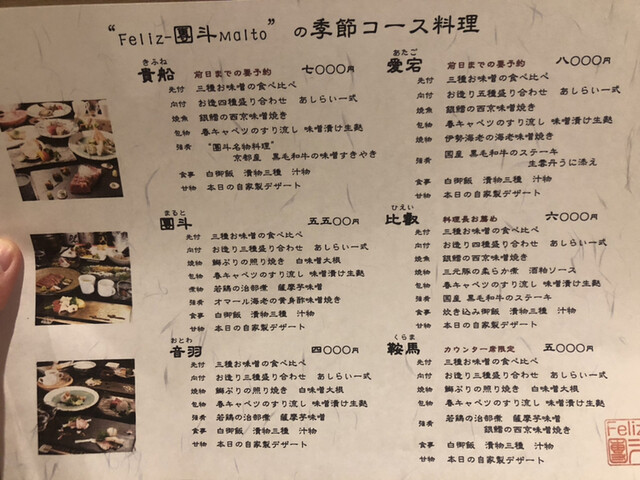 "Feliz-團斗Malto" の季節コース料理
きふね
貴船 前日までの要予約 七〇〇〇円
先付 三種お味噌の食べ比べ
向付 お造四種盛り合わせ あしらい一式
焼魚 銀鱈の西京味噌焼き
包物 春キャベツのすり流し 味噌漬け生麩
強肴 "團斗名物料理"
京都産 黒毛和牛の味噌すきやき
食事 白御飯 漬物三種 汁物
甘物 本日の自家製デザート
あたご
愛宕 前日までの要予約 八〇〇〇円
先付 三種お味噌の食べ比べ
向付 お造り五種盛り合わせ あしらい一式
焼魚 銀鱈の西京味噌焼き
包物 春キャベツのすり流し 味噌漬け生麩
焼物 伊勢海老の海老味噌焼き
強肴 国産 黒毛和牛のステーキ
生雲丹うに添え
食事 白御飯 漬物三種 汁物
甘物 本日の自家製デザート
まると
團斗 五五〇〇円
先付 三種お味噌の食べ比べ
向付 お造り三種盛り合わせ あしらい一式
焼物 鰤ぶりの照り焼き 白味噌大根
包物 春キャベツのすり流し 味噌漬け生麩
煮物 若鶏の治部煮 薩摩芋味噌
強肴 オマール海老の黄身酢味噌焼き
食事 白御飯 漬物三種 汁物
甘物 本日の自家製デザート
ひえい
比叡 料理長お薦め 六〇〇〇円
先付 三種お味噌の食べ比べ
向付 お造り四種盛り合わせ あしらい一式
焼魚 銀鱈の西京味噌焼き
焼物 三元豚の柔らか煮 酒粕ソース
包物 春キャベツのすり流し 味噌漬け生麩
強肴 国産 黒毛和牛のステーキ
食事 炊き込み御飯 漬物三種 汁物
甘物 本日の自家製デザート
おとわ
音羽 四〇〇〇円
先付 三種お味噌の食べ比べ
向付 お造り三種盛り合わせ あしらい一式
焼物 鰤ぶりの照り焼き 白味噌大根
包物 春キャベツのすり流し 味噌漬け生麩
強肴 若鶏の治部煮 薩摩芋味噌
食事 白御飯 漬物三種 汁物
甘物 本日の自家製デザート
くらま
鞍馬 カウンター席限定 五〇〇〇円
先付 三種お味噌の食べ比べ
向付 お造り三種盛り合わせ あしらい一式
焼物 鰤ぶりの照り焼き 白味噌大根
包物 春キャベツのすり流し 味噌漬け生麩
強肴 若鶏の治部煮 薩摩芋味噌
銀鱈の西京味噌焼き
食事 白御飯 漬物三種 汁物
甘物 本日の自家製デザート
Feliz